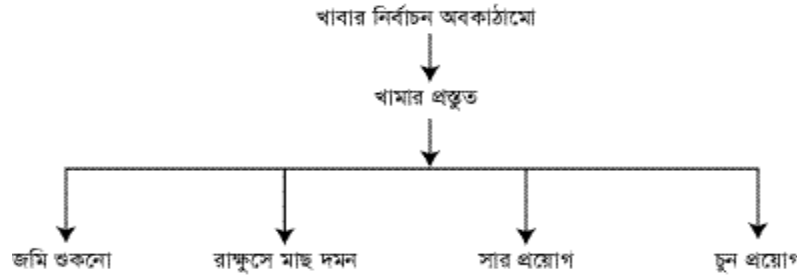 খাবার নির্বাচন অবকাঠামো
খামার প্রস্তুত
জমি শুকনো রাক্ষুসে মাছ দমন সার প্রয়োগ চুন প্রয়োগ